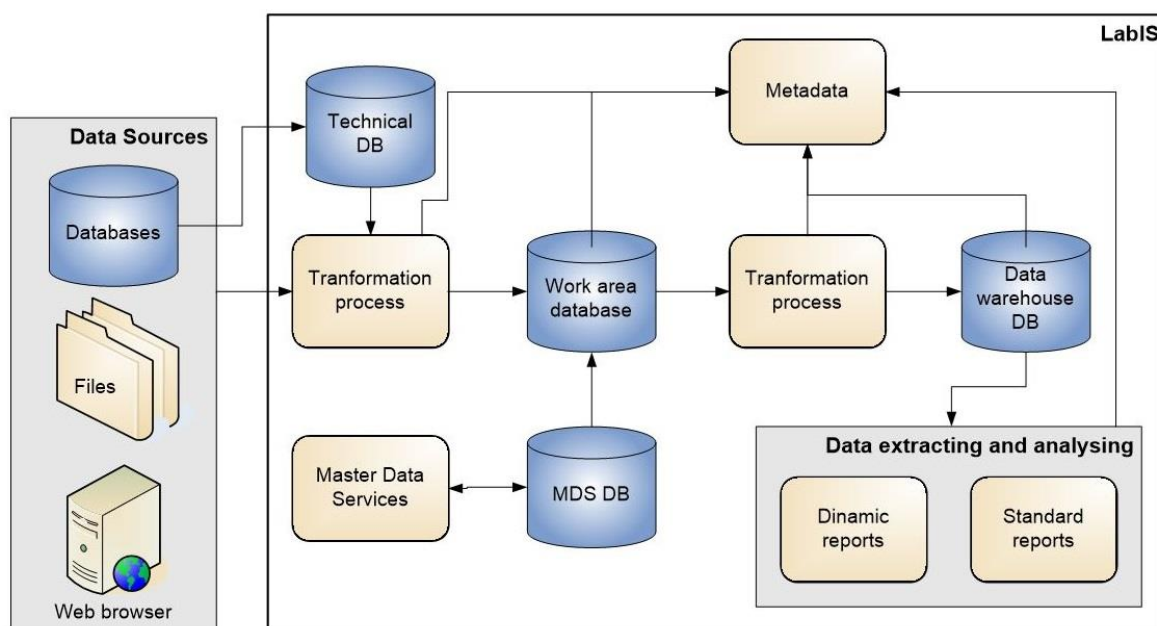 LabIS
Data Sources
Databases
Files
Web browser
Technical
DB
Metadata
Tranformation
process
Work area
database
Tranformation
process
Data
warehouse
DB
Master Data
Services
MDS DB
Data extracting and analysing
Dinamic
reports
Standard
reports